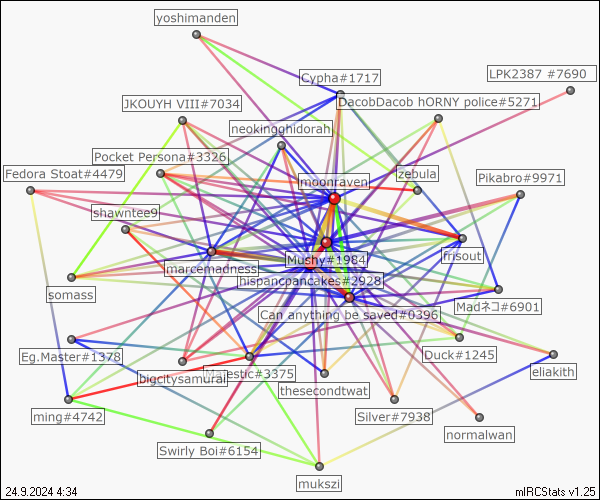 yoshimanden
Cypha#1717
LPK2387 #7690
JKOUYH VIII#7034
DacobDacob hORNY police#5271
neokingghidorah
Pocket Persona#3326
Fedora Stoat#4479
zebula
Pikabro#9971
moonraven
shawntee9
frisout
Mushy#1984
marcemadness
hispancpancakes#2928
somass
Madネコ#6901
Can anything be saved#0396
Eg.Master#1378
Duck#1245
eliakith
bigcitysamurai
estic#3375
thesecondtwat
ming#4742
Silver#7938
normalwan
Swirly Boi#6154
mukszi
24.9.2024 4:34
mIRCStats v1.25